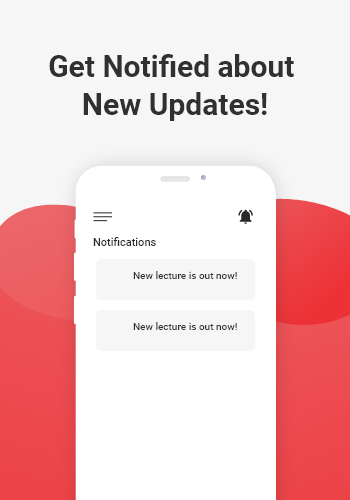 Get Notified about
New Updates!
Notifications
New lecture is out now!
New lecture is out now!